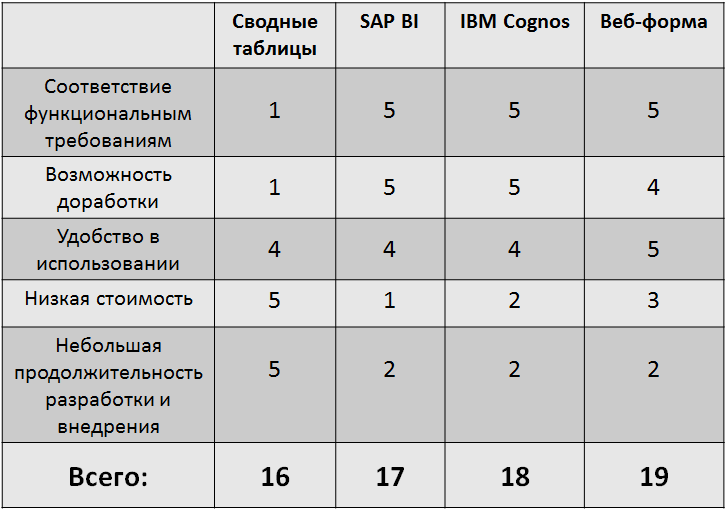 Сводные таблицы SAP BI IBM Cognos Веб-форма
Соответствие функциональным требованиям 1 5 5 5
Возможность доработки 1 5 5 4
Удобство в использовании 4 4 4 5
Низкая стоимость 5 1 2 3
Небольшая продолжительность разработки и внедрения 5 2 2 2
Всего: 16 17 18 19